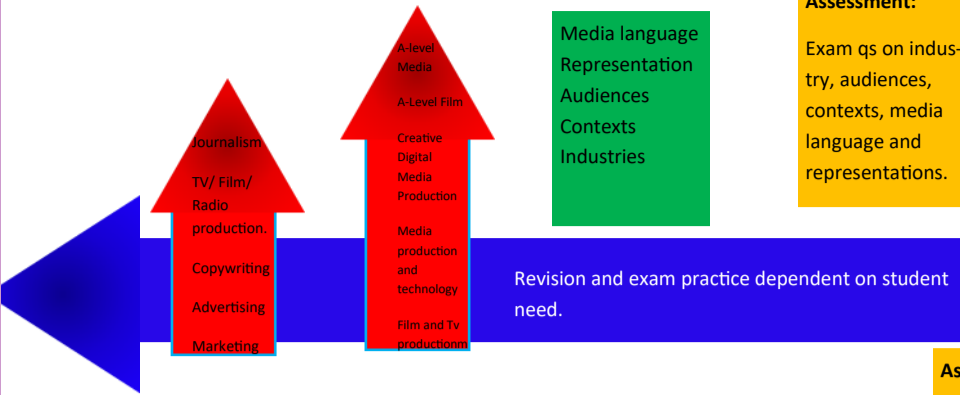 Journalism
TV/ Film/
Radio
production.
Copywriting
Advertising
Marketing
A-level
Media
A-Level Film
Creative
Digital
Media
Production
Media
production
and
technology
Film and Tv
productionm
Media language
Representation
Audiences
Contexts
Industries
Assessment:
Exam qs on indus-
try, audiences,
contexts, media
language and
representations.
Revision and exam practice dependent on student
need.
As